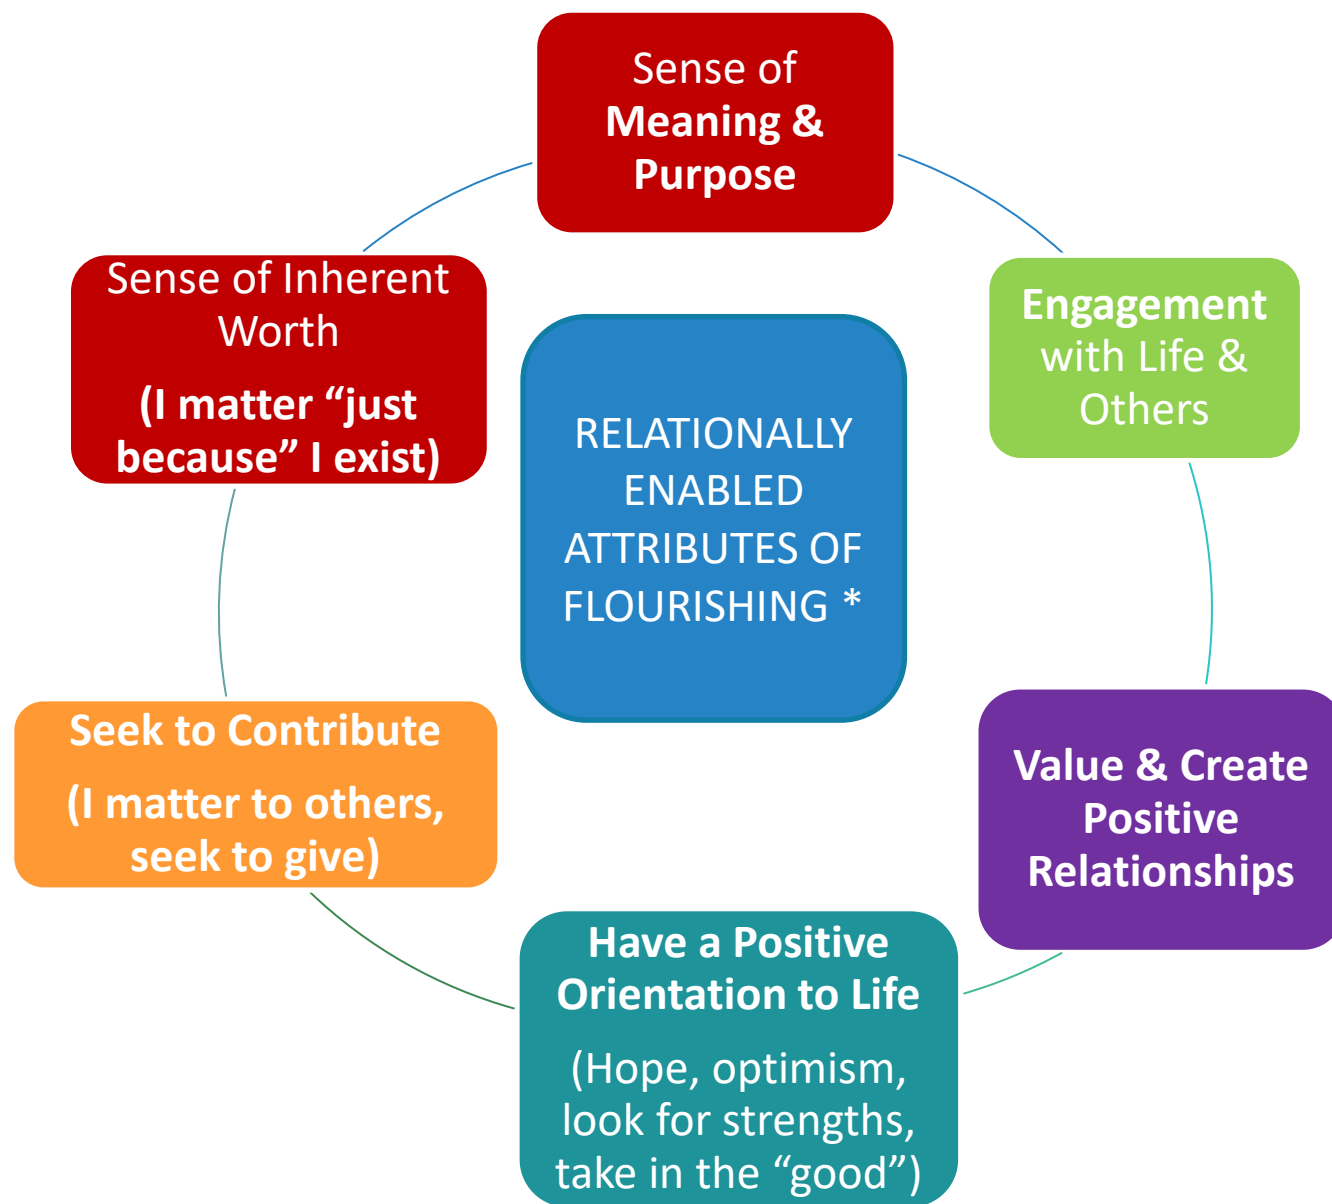 Sense of
Meaning &
Purpose
Engagement
with Life &
Others
Value & Create
Positive
Relationships
Have a Positive
Orientation to Life
(Hope, optimism,
look for strengths,
take in the “good”)
Seek to Contribute
(I matter to others,
seek to give)
Sense of Inherent
Worth
(I matter “just
because” I exist)
RELATIONALLY
ENABLED
ATTRIBUTES OF
FLOURISHING *